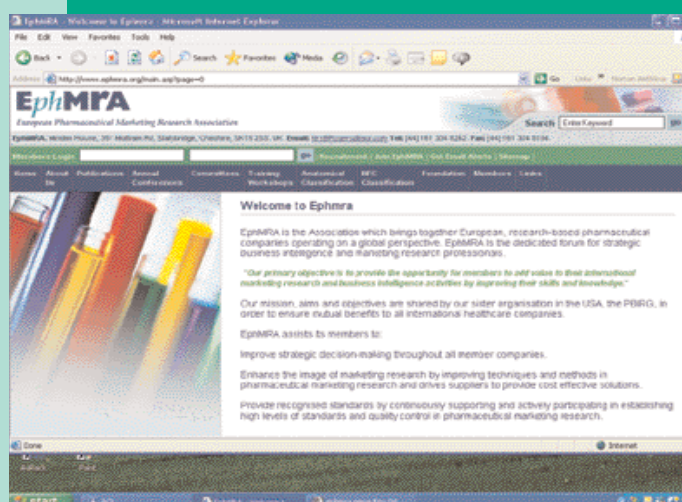 EphMRA - Welcome to Ephmra - Microsoft Internet Explorer
File Edit View Favorites Tools Help
Back Search Favorites Media
Address http://www.ephmra.org/main.asp?page=0 Go Links Norton AntiVirus
EphMRA
European Pharmaceutical Marketing Research Association
Search Enter Keyword
Members Login Recruitment | Join EphMRA | Get Email Alerts | Sitemap |
Home About Us Publications Annual Conferences Committees Training Workshops Anatomical Classification NFC Classification Foundation Members Links
Welcome to Ephmra
EphMRA is the Association which brings together European, research-based pharmaceutical
companies operating on a global perspective. EphMRA is the dedicated forum for strategic
business intelligence and marketing research professionals.
"Our primary objective is to provide the opportunity for members to add value to their international
marketing research and business intelligence activities by improving their skills and knowledge."
Our mission, aims and objectives are shared by our sister organisation in the USA, the PBIRG, in
order to ensure mutual benefits to all international healthcare companies.
EphMRA assists its members to:
Improve strategic decision-making throughout all member companies.
Enhance the image of marketing research by improving techniques and methods in
pharmaceutical marketing research and drives suppliers to provide cost effective solutions.
Provide recognised standards by continuously supporting and actively participating in establishing
high levels of standards and quality control in pharmaceutical marketing research.
Done Internet